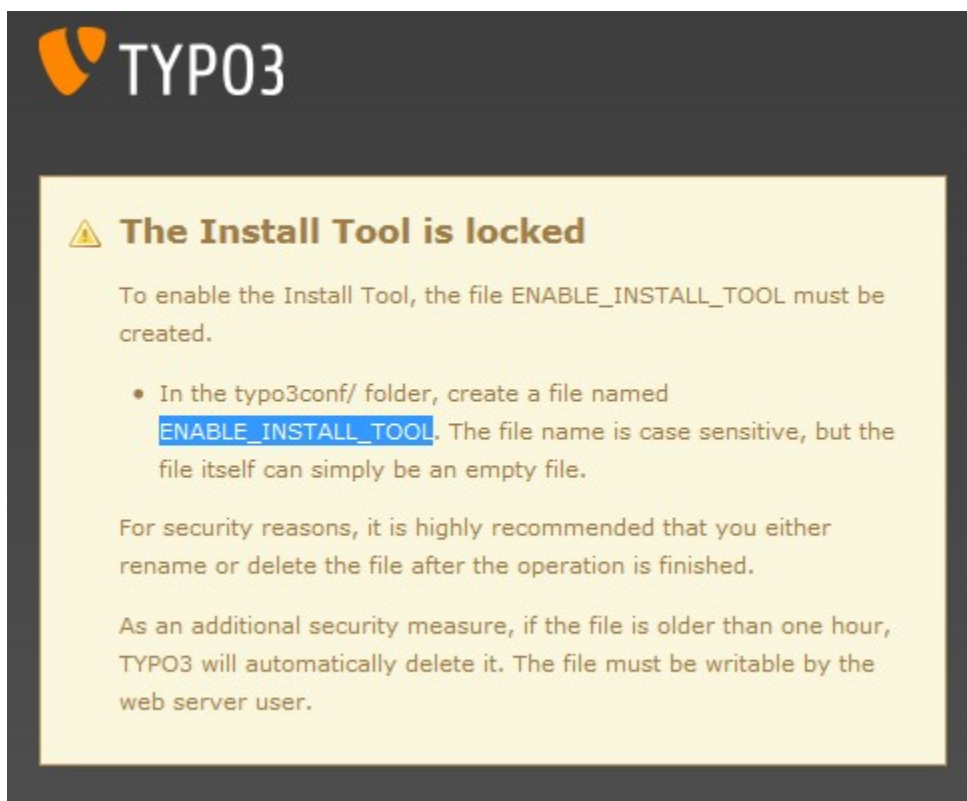 TYPO3
The Install Tool is locked
To enable the Install Tool, the file ENABLE_INSTALL_TOOL must be
created.
• In the typo3conf/ folder, create a file named
ENABLE_INSTALL_TOOL. The file name is case sensitive, but the
file itself can simply be an empty file.
For security reasons, it is highly recommended that you either
rename or delete the file after the operation is finished.
As an additional security measure, if the file is older than one hour,
TYPO3 will automatically delete it. The file must be writable by the
web server user.